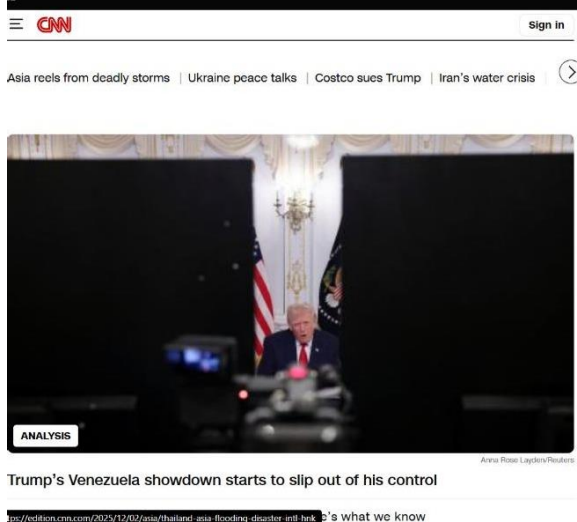 CNN
Sign in
Asia reels from deadly storms | Ukraine peace talks | Costco sues Trump | Iran's water crisis
ANALYSIS
Anna Rose Layden/Reuters
Trump's Venezuela showdown starts to slip out of his control
tps://edition.cnn.com/2025/12/02/asia/thailand-asia-flooding-disaster-intl-hnk e's what we know